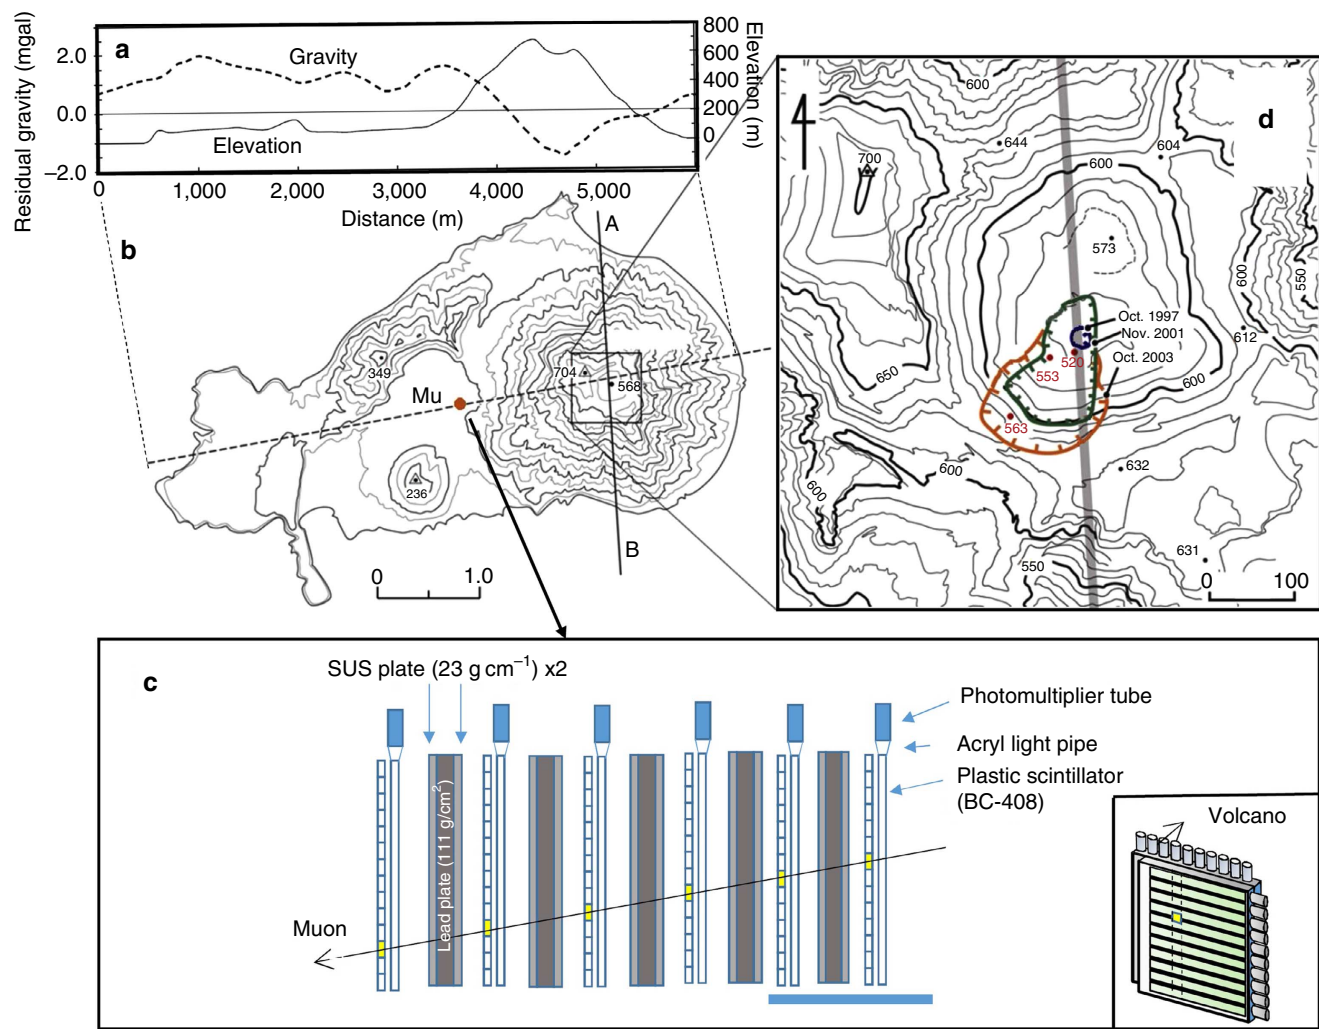 a
Residual gravity (mgal)
2.0
0.0
−2.0
Gravity
Elevation
800
600
400
200
0
Elevation (m)
0 1,000 2,000 3,000 4,000 5,000
Distance (m)
b
A
349
704
568
Mu
236
B
0 1.0
d
600
644
604
700
600
573
600
550
Oct. 1997
Nov. 2001
612
Oct. 2003
520
553
650
600
563
632
600
600
631
550
0 100
c
SUS plate (23 g cm⁻¹) x2
Photomultiplier tube
Acryl light pipe
Plastic scintillator
(BC-408)
Lead plate (111 g/cm²)
Muon
Volcano